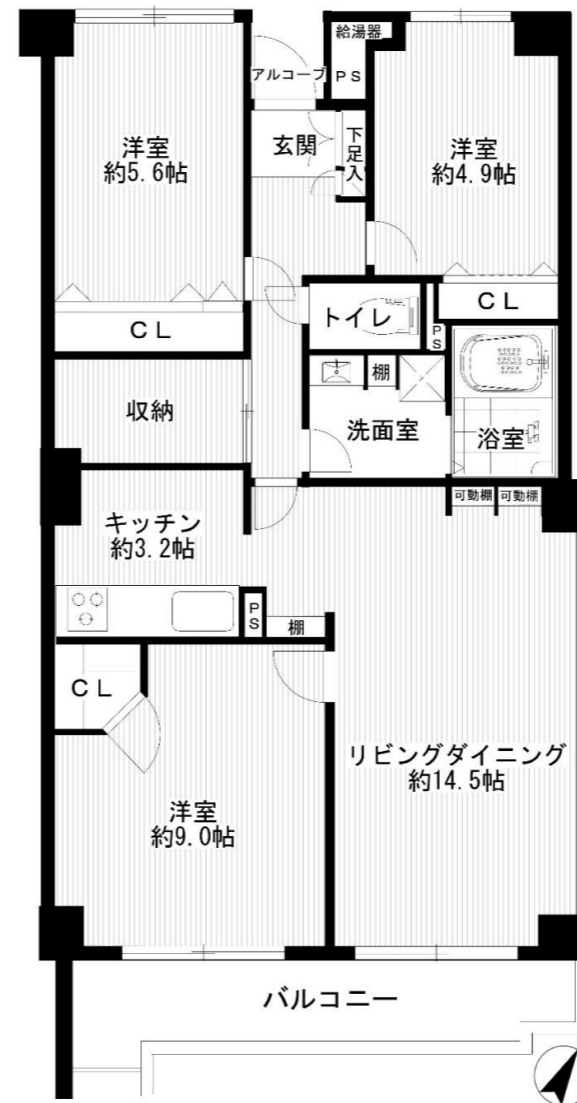 給湯器
PS
アルコーブ
玄関
下足入
洋室
約5.6帖
洋室
約4.9帖
CL
CL
トイレ
PS
棚
収納
洗面室
浴室
可動棚
可動棚
キッチン
約3.2帖
PS
棚
CL
リビングダイニング
約14.5帖
洋室
約9.0帖
バルコニー